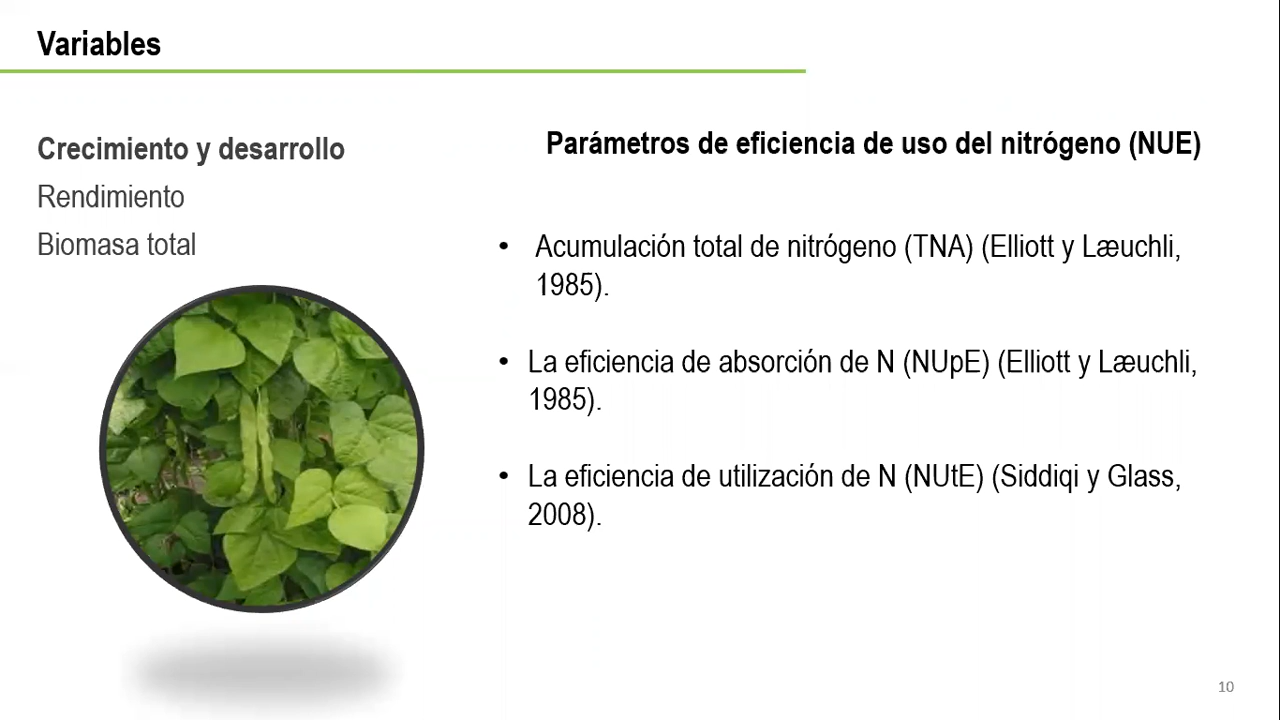 Variables
Crecimiento y desarrollo
Rendimiento
Biomasa total
Parámetros de eficiencia de uso del nitrógeno (NUE)
• Acumulación total de nitrógeno (TNA) (Elliott y Læuchli,
1985).
• La eficiencia de absorción de N (NUpE) (Elliott y Læuchli,
1985).
• La eficiencia de utilización de N (NUtE) (Siddiqi y Glass,
2008).
10